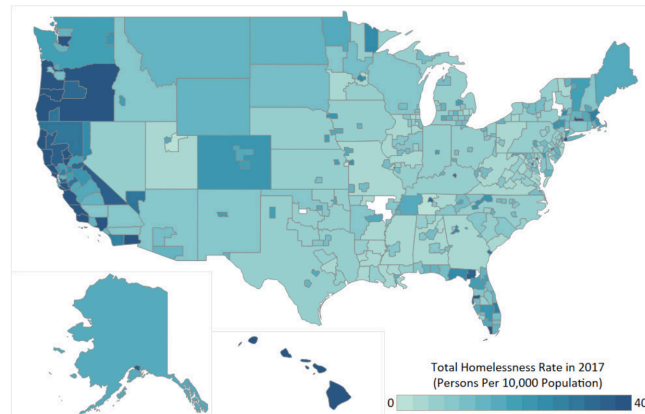 Total Homelessness Rate in 2017
(Persons Per 10,000 Population)
0 40